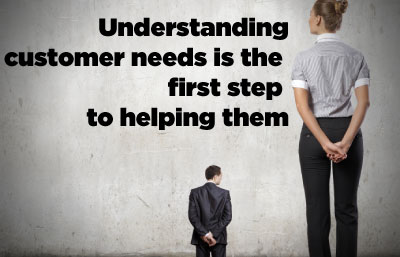 Understanding
customer needs is the
first step
to helping them